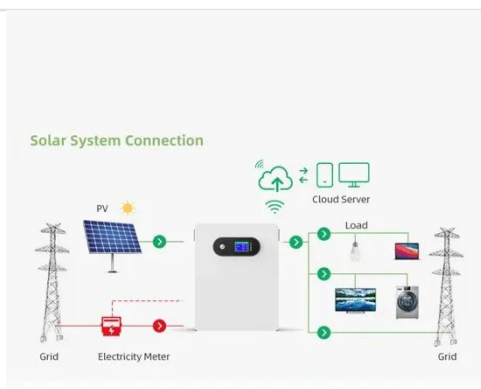 Solar System Connection
Cloud Server
PV
Load
Grid
Electricity Meter
Grid